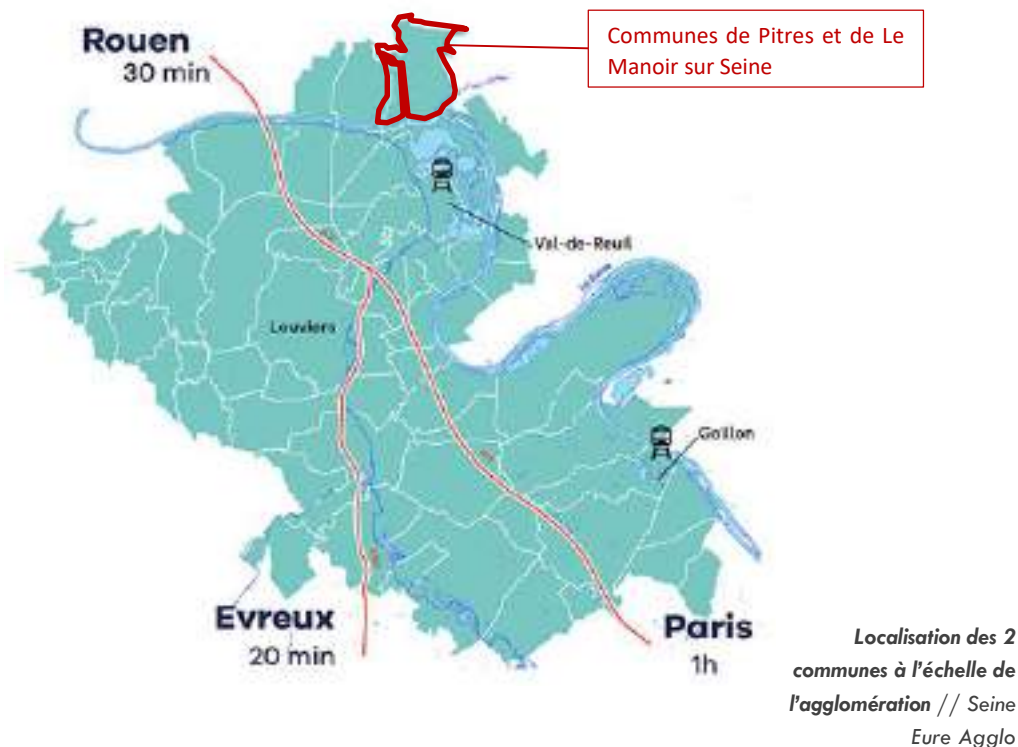 Rouen
30 min
Communes de Pitres et de Le
Manoir sur Seine
Val-de-Reuil
Louviers
Gaillon
Evreux
20 min
Paris
1h
Localisation des 2
communes à l'échelle de
l'agglomération // Seine
Eure Agglo